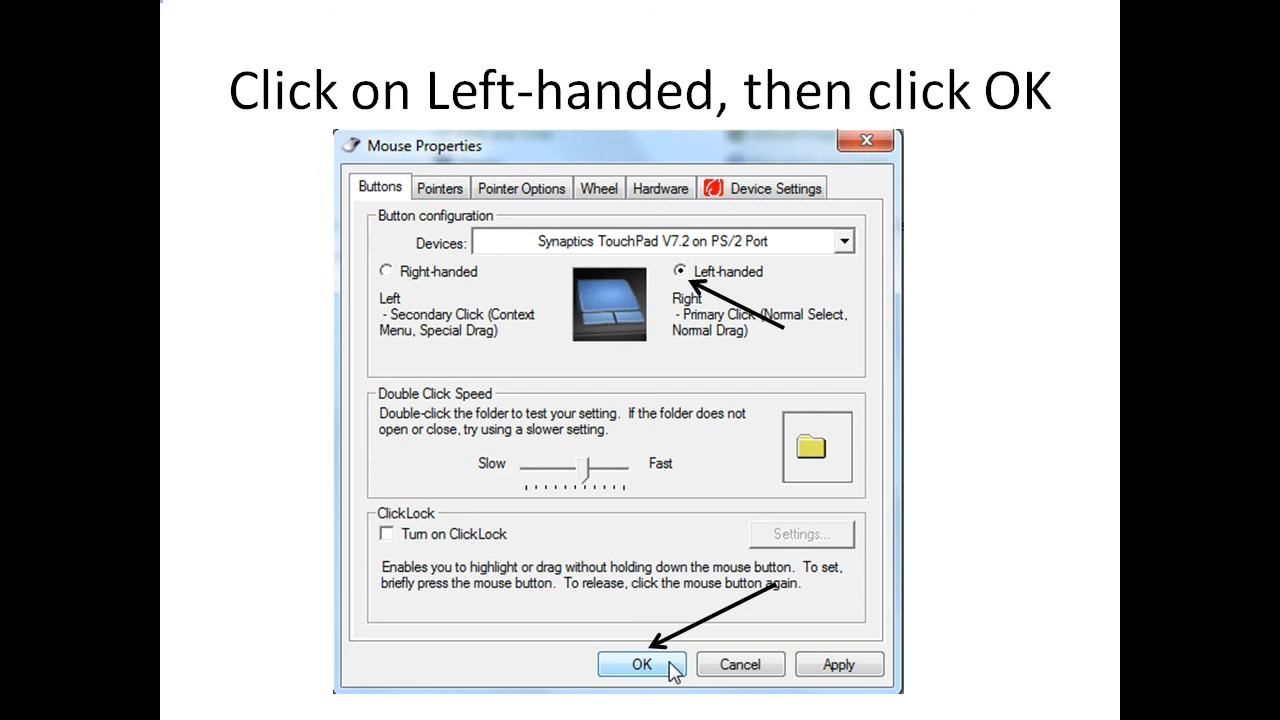 Click on Left-handed, then click OK
Mouse Properties
Buttons Pointers Pointer Options Wheel Hardware Device Settings
Button configuration
Devices: Synaptics TouchPad V7.2 on PS/2 Port
Right-handed Left-handed
Left Right
- Secondary Click (Context - Primary Click (Normal Select,
Menu, Special Drag) Normal Drag)
Double Click Speed
Double-click the folder to test your setting. If the folder does not
open or close, try using a slower setting.
Slow Fast
ClickLock
Turn on ClickLock Settings...
Enables you to highlight or drag without holding down the mouse button. To set,
briefly press the mouse button. To release, click the mouse button again.
OK Cancel Apply